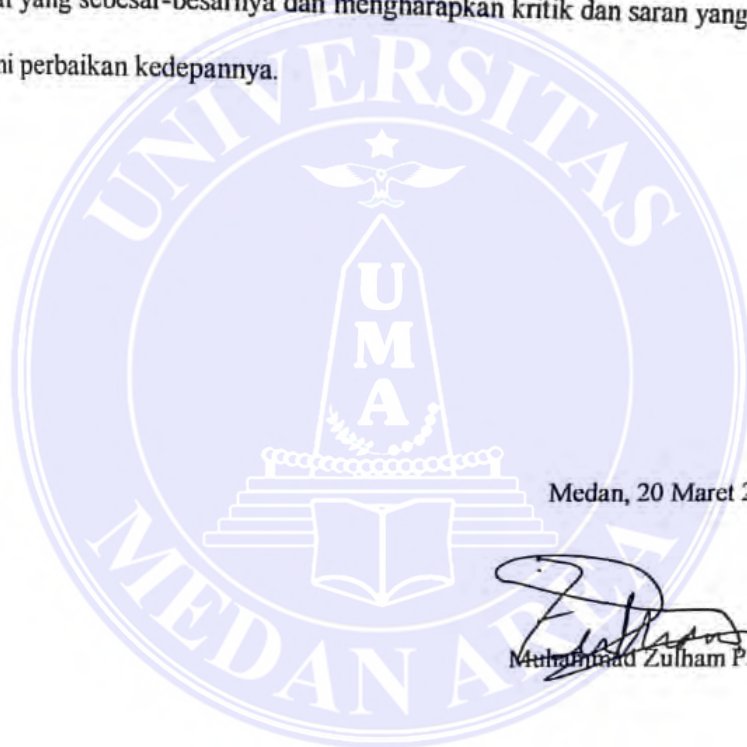 yang sebesar-besarnya dan mengharapkan kritik dan saran yang
perbaikan kedepannya.
UNIVERSITAS
UMA
MEDAN AREA
Medan, 20 Maret 2
Muhammad Zulham P